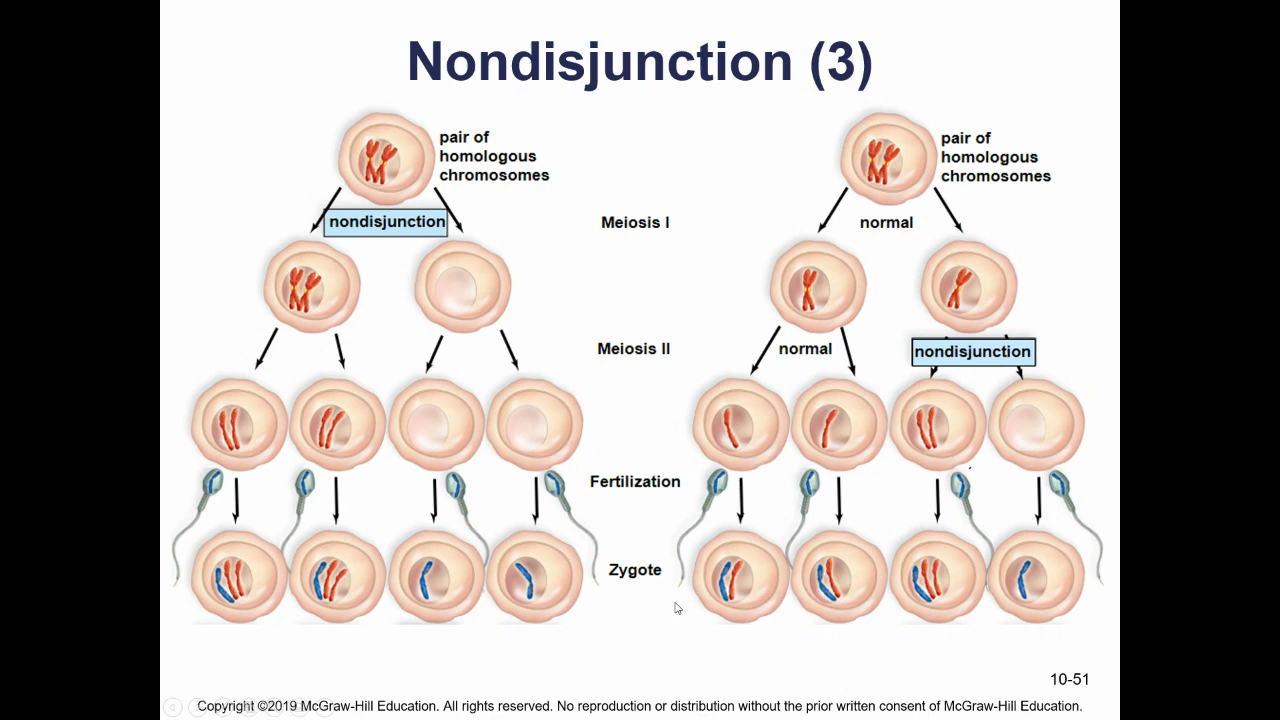 Nondisjunction (3)
pair of
homologous
chromosomes
pair of
homologous
chromosomes
nondisjunction
Meiosis I
normal
Meiosis II
normal
nondisjunction
Fertilization
Zygote
10-51
Copyright ©2019 McGraw-Hill Education. All rights reserved. No reproduction or distribution without the prior written consent of McGraw-Hill Education.